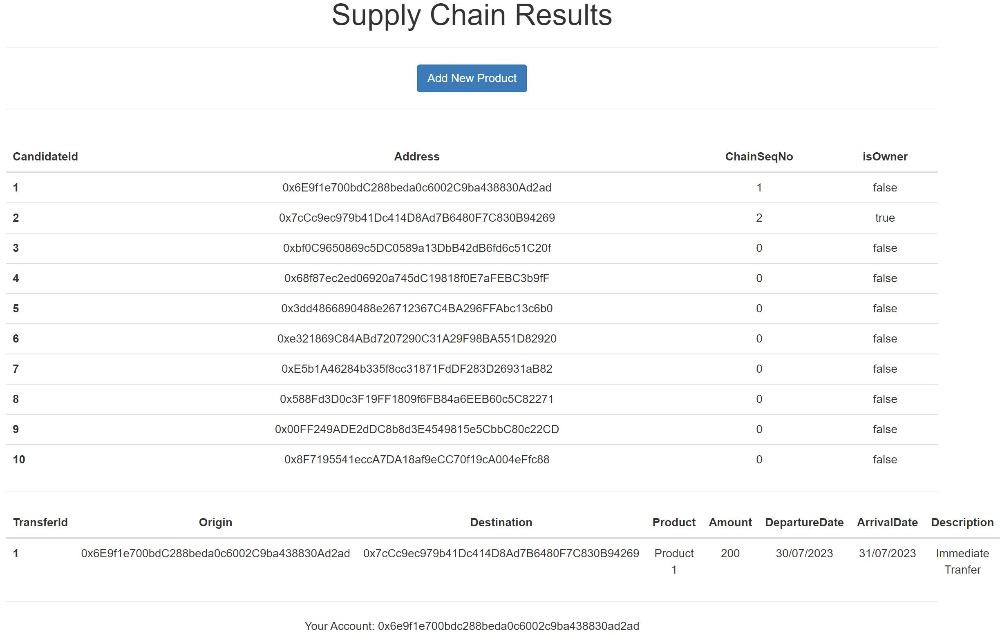 Supply Chain Results
Add New Product
CandidateId Address ChainSeqNo isOwner
1 0x6E9f1e700bdC288beda0c6002C9ba438830Ad2ad 1 false
2 0x7cCc9ec979b41Dc414D8Ad7B6480F7C830B94269 2 true
3 0xbf0C9650869c5DC0589a13DbB42dB6fd6c51C20f 0 false
4 0x68f87ec2ed06920a745dC19818f0E7aFEBC3b9fF 0 false
5 0x3dd4866890488e26712367C4BA296FFAbc13c6b0 0 false
6 0xe321869C84ABd7207290C31A29F98BA551D82920 0 false
7 0xE5b1A46284b335f8cc31871FdDF283D26931aB82 0 false
8 0x588Fd3D0c3F19FF1809f6FB84a6EEB60c5C82271 0 false
9 0x00FF249ADE2dDC8b8d3E4549815e5CbbC80c22CD 0 false
10 0x8F7195541eccA7DA18af9eCC70f19cA004eFfc88 0 false
TransferId Origin Destination Product Amount DepartureDate ArrivalDate Description
1 0x6E9f1e700bdC288beda0c6002C9ba438830Ad2ad 0x7cCc9ec979b41Dc414D8Ad7B6480F7C830B94269 Product 200 30/07/2023 31/07/2023 Immediate
1 Tranfer
Your Account: 0x6e9f1e700bdc288beda0c6002c9ba438830ad2ad